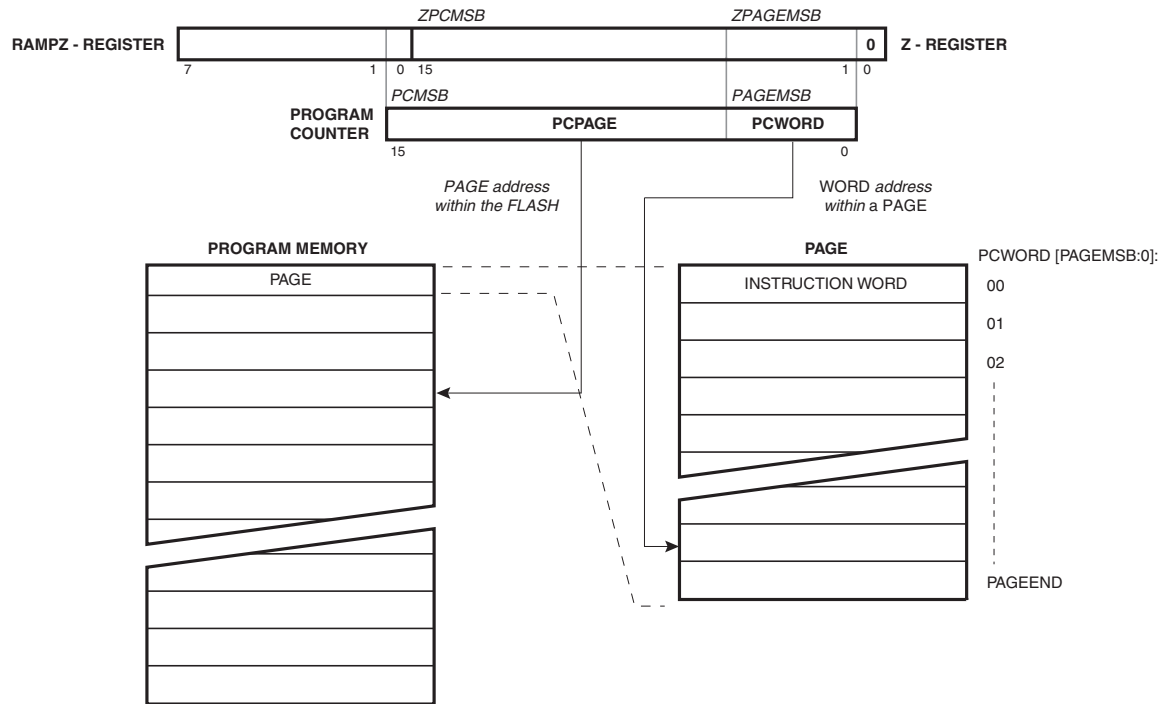 ZPCMSB ZPAGEMSB
RAMPZ - REGISTER 0 Z - REGISTER
7 1 0 15 1 0
PCMSB PAGEMSB
PROGRAM
COUNTER
PCPAGE PCWORD
15 0
PAGE address
within the FLASH
WORD address
within a PAGE
PROGRAM MEMORY
PAGE
PAGE
INSTRUCTION WORD
PCWORD [PAGEMSB:0]:
00
01
02
PAGEEND